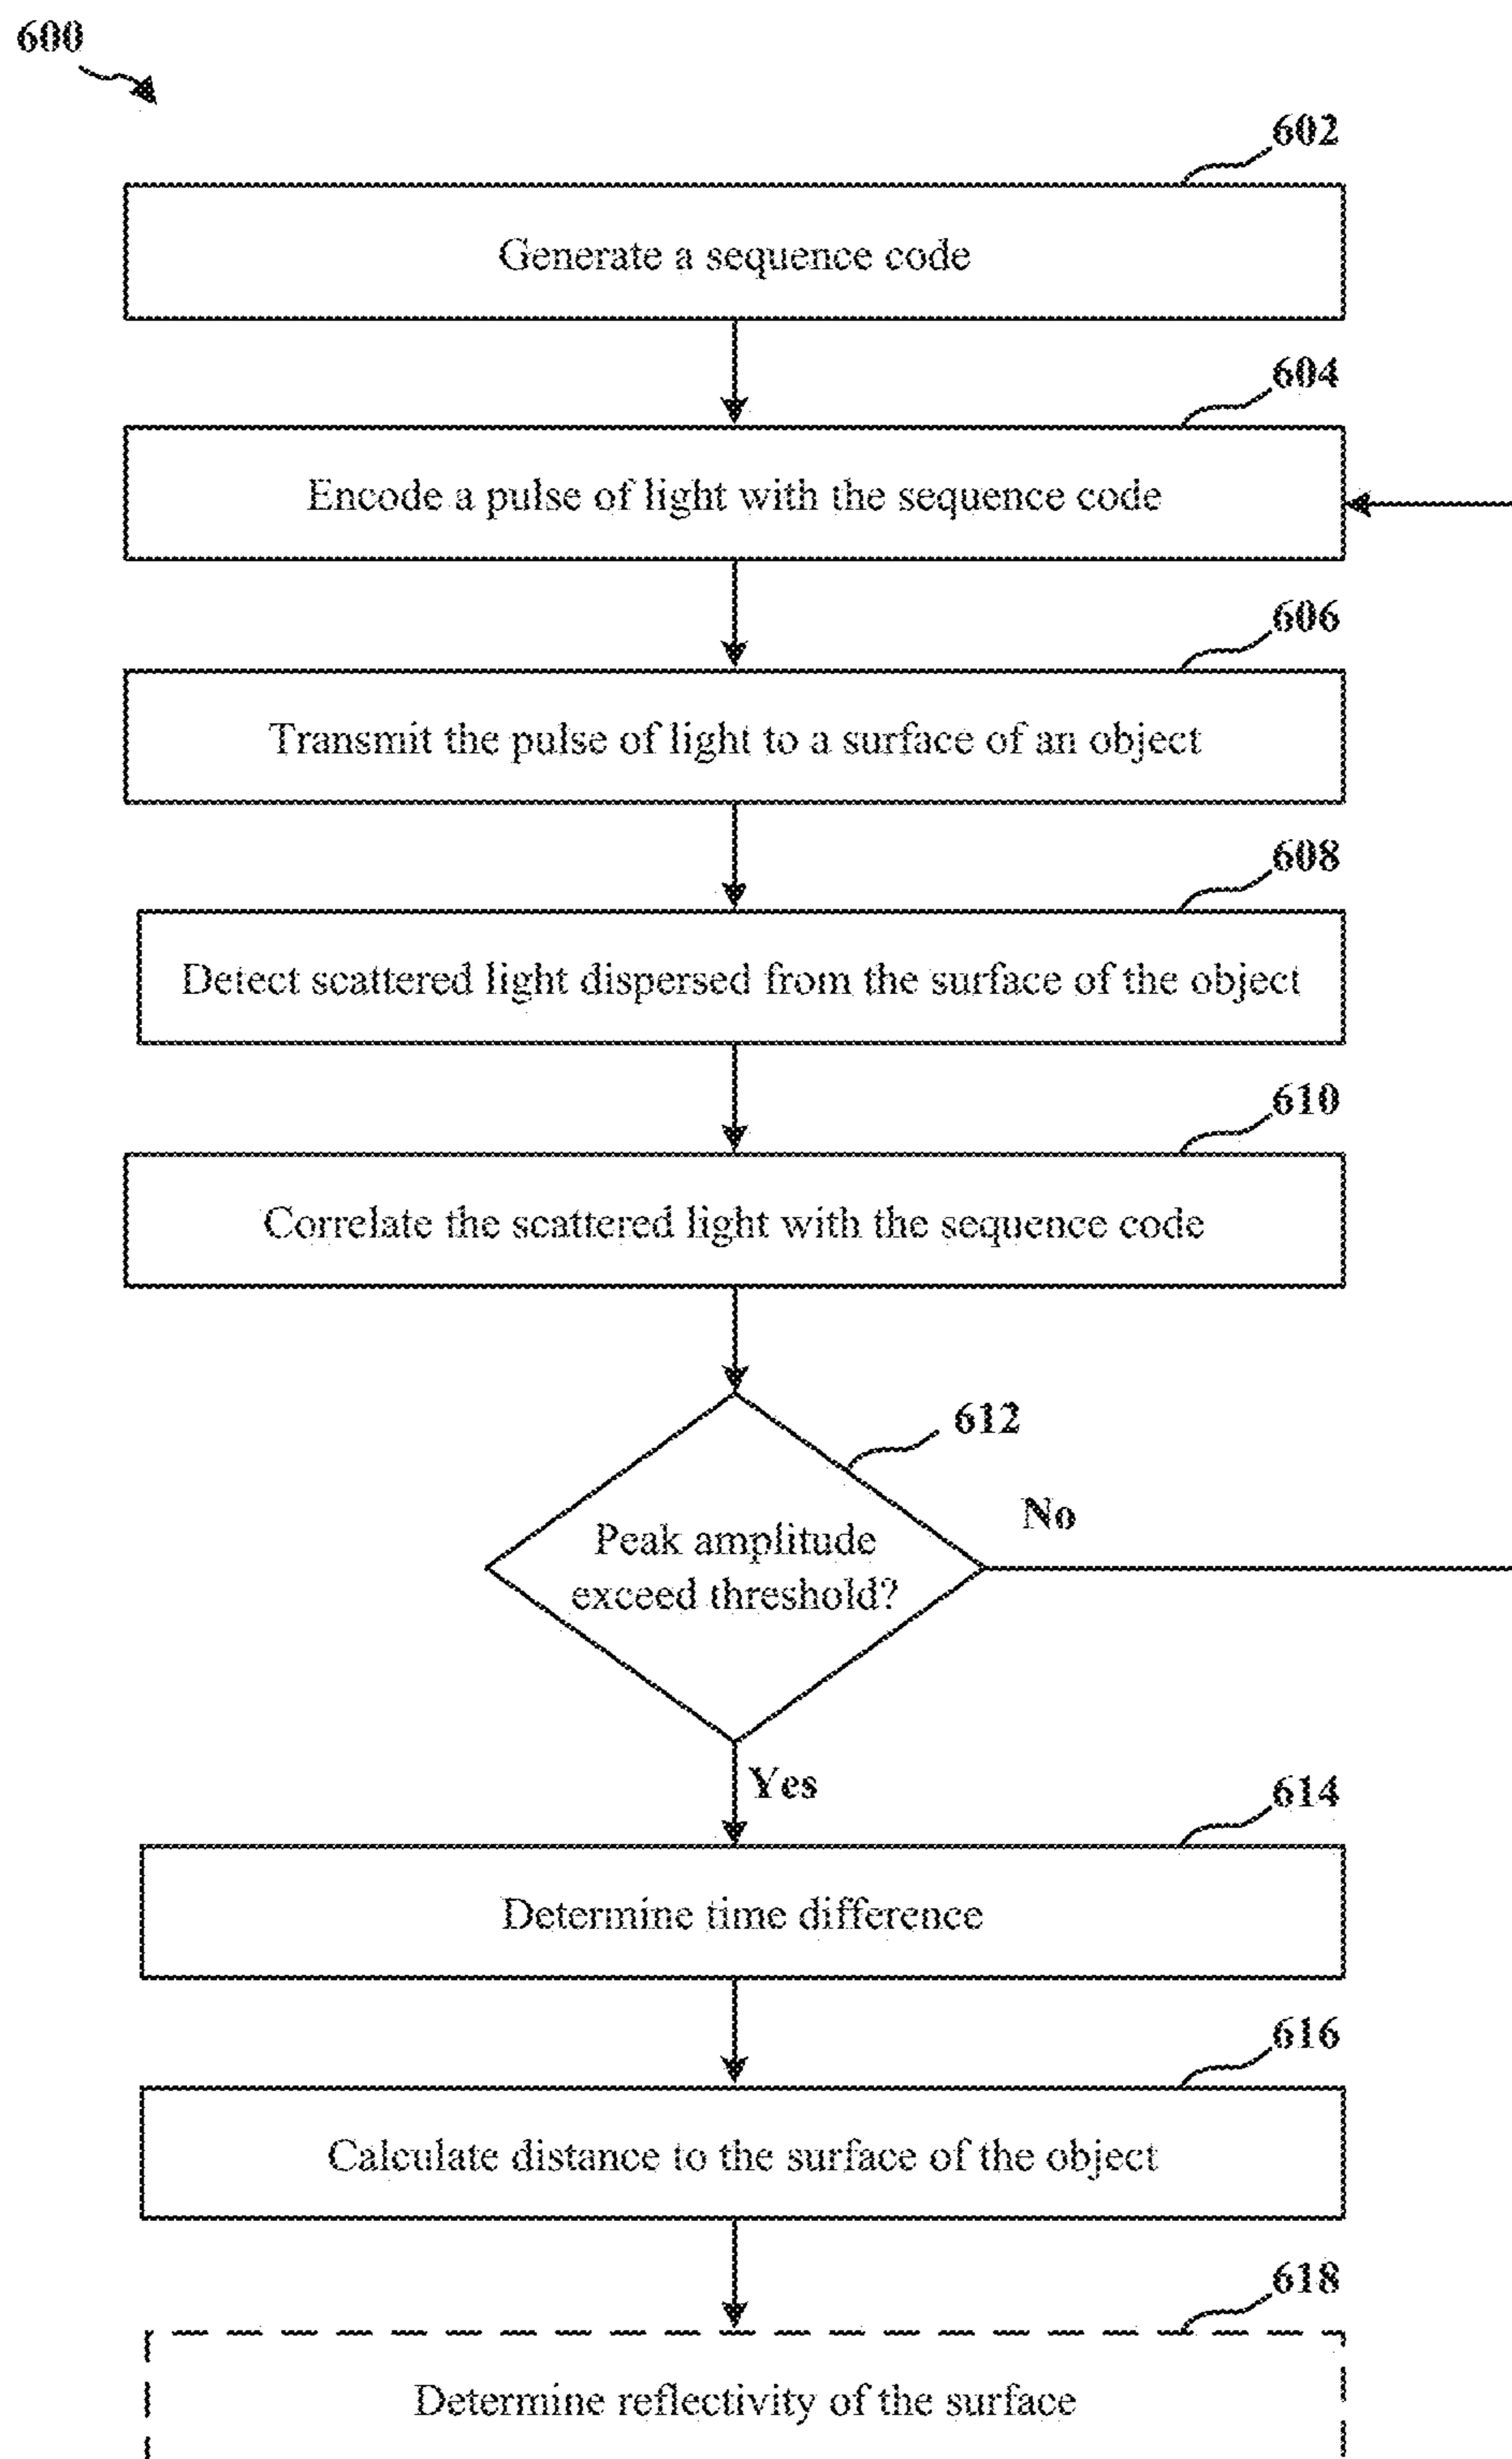 600
602
Generate a sequence code
604
Encode a pulse of light with the sequence code
606
Transmit the pulse of light to a surface of an object
608
Detect scattered light dispersed from the surface of the object
610
Correlate the scattered light with the sequence code
612
No
Peak amplitude
exceed threshold?
Yes
614
Determine time difference
616
Calculate distance to the surface of the object
618
Determine reflectivity of the surface